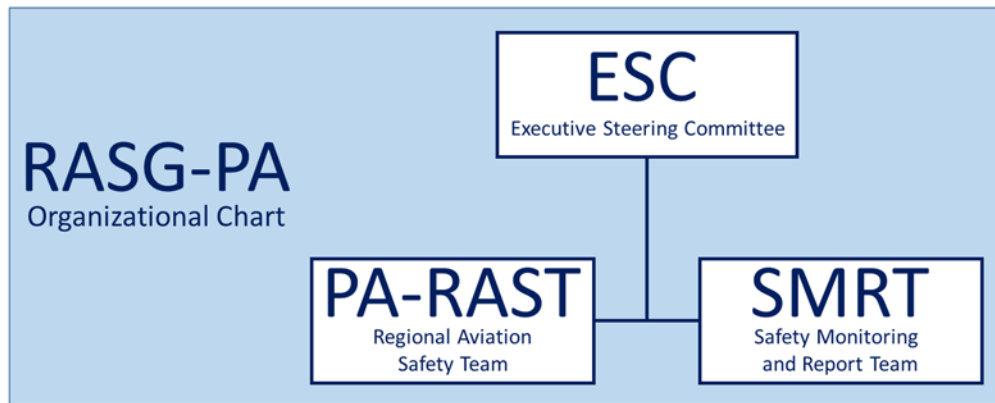 ESC
Executive Steering Committee
RASG-PA
Organizational Chart
PA-RAST
Regional Aviation
Safety Team
SMRT
Safety Monitoring
and Report Team